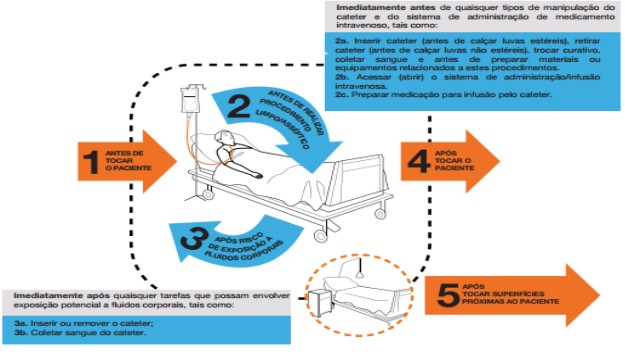 Imediatamente antes de quaisquer tipos de manipulação do
cateter e do sistema de administração de medicamento
intravenoso, tais como:
2a. Inserir cateter (antes de calçar luvas estéreis), retirar
cateter (antes de calçar luvas não estéreis), trocar curativo,
coletar sangue e antes de preparar materiais ou
equipamentos relacionados a estes procedimentos.
2b. Acessar (abrir) o sistema de administração/infusão
intravenosa.
2c. Preparar medicação para infusão pelo cateter.
2
ANTES DE REALIZAR
PROCEDIMENTO
LIMPO/ASSÉPTICO
1
ANTES DE
TOCAR
O PACIENTE
4
APÓS
TOCAR O
PACIENTE
3
APÓS RISCO
DE EXPOSIÇÃO A
FLUIDOS CORPORAIS
5
APÓS
TOCAR SUPERFÍCIES
PRÓXIMAS AO PACIENTE
Imediatamente após quaisquer tarefas que possam envolver
exposição potencial a fluidos corporais, tais como:
3a. Inserir ou remover o cateter;
3b. Coletar sangue do cateter.